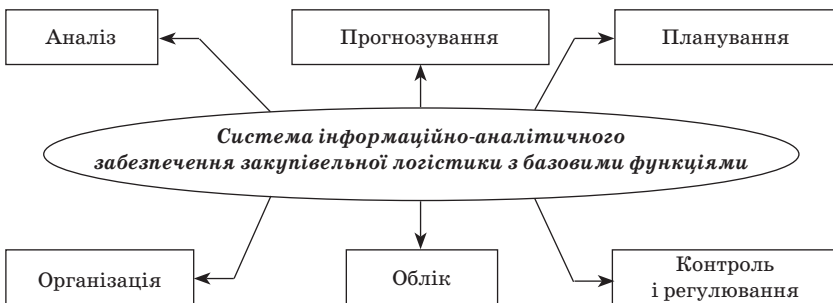 Аналіз
Прогнозування
Планування
Система інформаційно-аналітичного
забезпечення закупівельної логістики з базовими функціями
Організація
Облік
Контроль
і регулювання